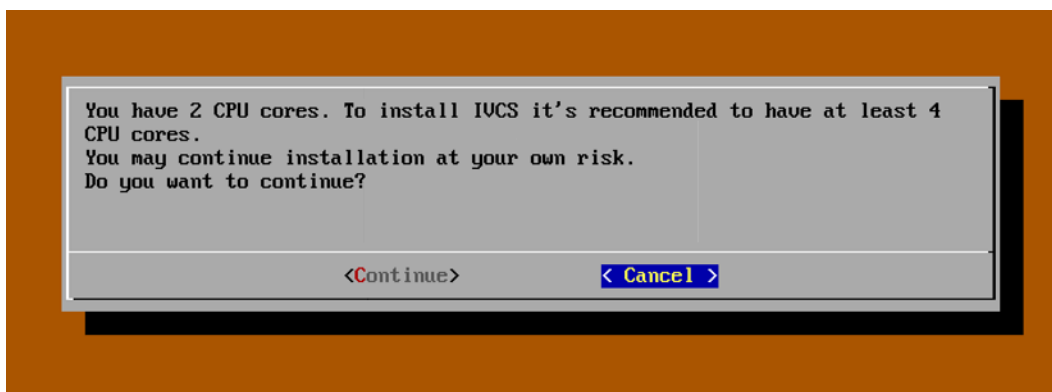 You have 2 CPU cores. To install IVCS it's recommended to have at least 4
CPU cores.
You may continue installation at your own risk.
Do you want to continue?
<Continue>
< Cancel >